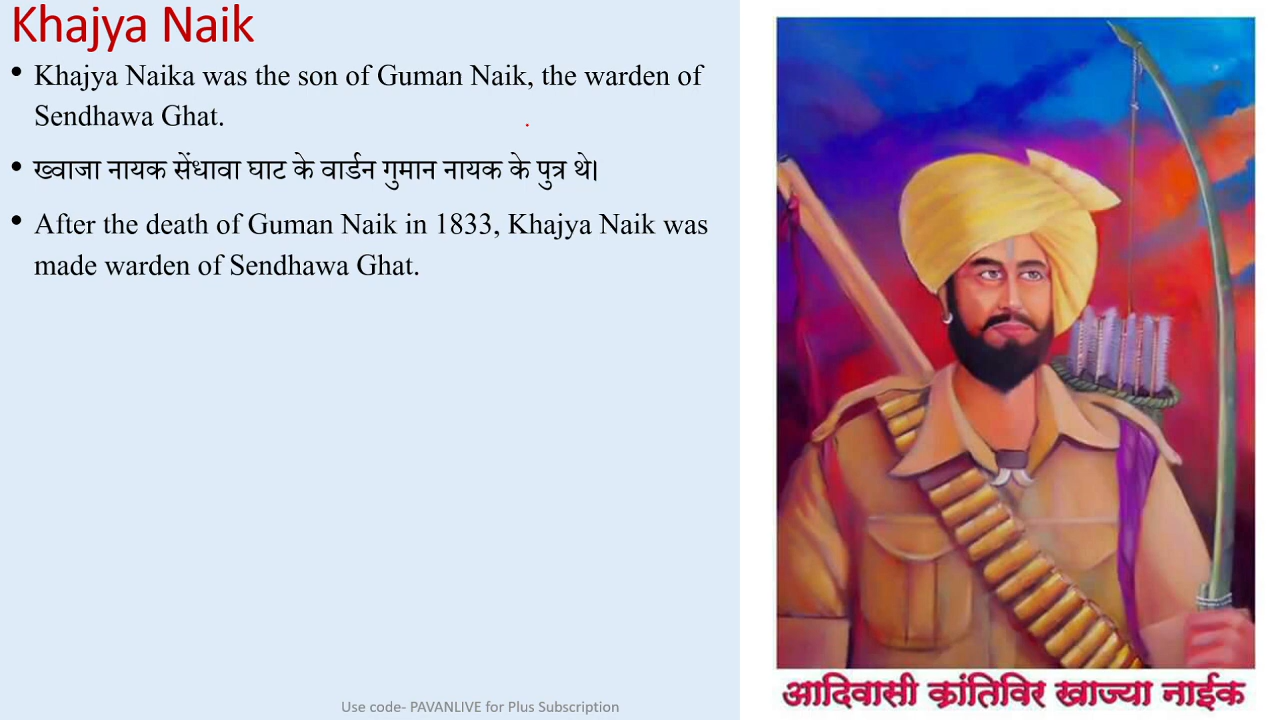 Khajya Naik
• Khajya Naika was the son of Guman Naik, the warden of
Sendhawa Ghat.
• ख्वाजा नायक सेंधावा घाट के वार्डन गुमान नायक के पुत्र थे।
• After the death of Guman Naik in 1833, Khajya Naik was
made warden of Sendhawa Ghat.
आदिवासी क्रांतिविर खाज्या नाईक
Use code- PAVANLIVE for Plus Subscription